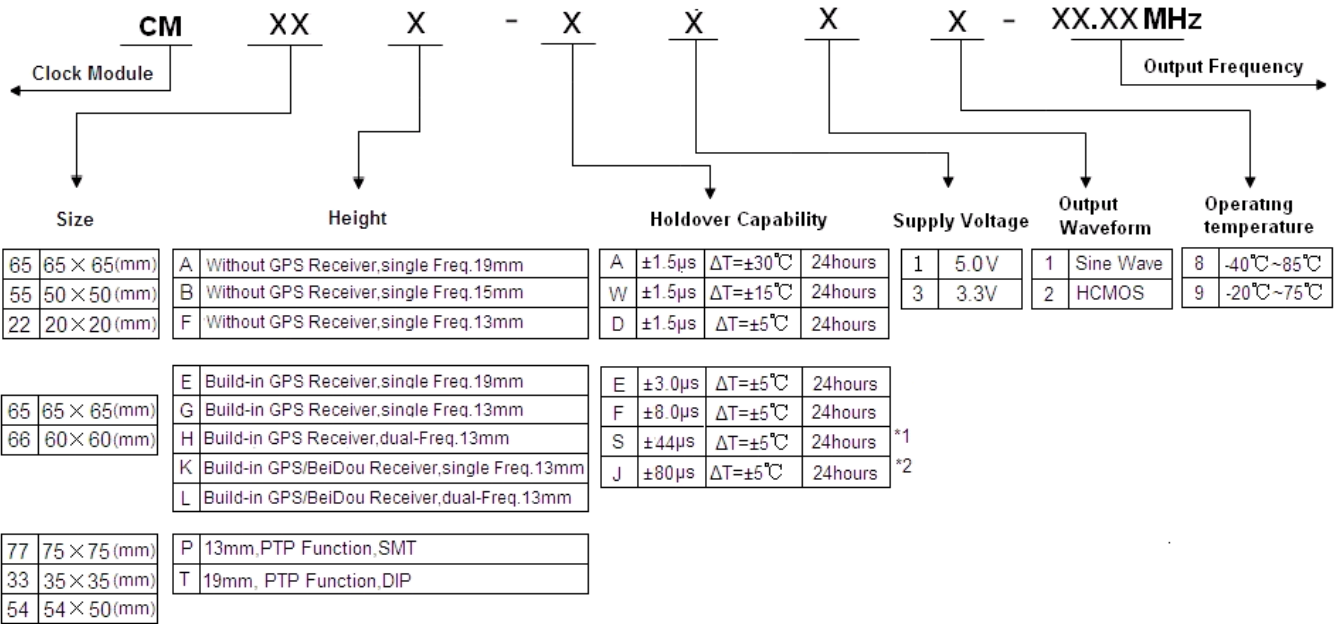 CM XX X - X X X X - XX.XX MHz
Clock Module
Output Frequency
Size
65 65×65(mm)
55 50×50(mm)
22 20×20(mm)
65 65×65(mm)
66 60×60(mm)
77 75×75(mm)
33 35×35(mm)
54 54×50(mm)
Height
A Without GPS Receiver,single Freq.19mm
B Without GPS Receiver,single Freq.15mm
F Without GPS Receiver,single Freq.13mm
E Build-in GPS Receiver,single Freq.19mm
G Build-in GPS Receiver,single Freq.13mm
H Build-in GPS Receiver,dual-Freq.13mm
K Build-in GPS/BeiDou Receiver,single Freq.13mm
L Build-in GPS/BeiDou Receiver,dual-Freq.13mm
P 13mm,PTP Function,SMT
T 19mm, PTP Function,DIP
Holdover Capability
A ±1.5μs ΔT=±30℃ 24hours
W ±1.5μs ΔT=±15℃ 24hours
D ±1.5μs ΔT=±5℃ 24hours
E ±3.0μs ΔT=±5℃ 24hours
F ±8.0μs ΔT=±5℃ 24hours
S ±44μs ΔT=±5℃ 24hours *1
J ±80μs ΔT=±5℃ 24hours *2
Supply Voltage
1 5.0V
3 3.3V
Output
Waveform
1 Sine Wave
2 HCMOS
Operating
temperature
8 -40℃~85℃
9 -20℃~75℃